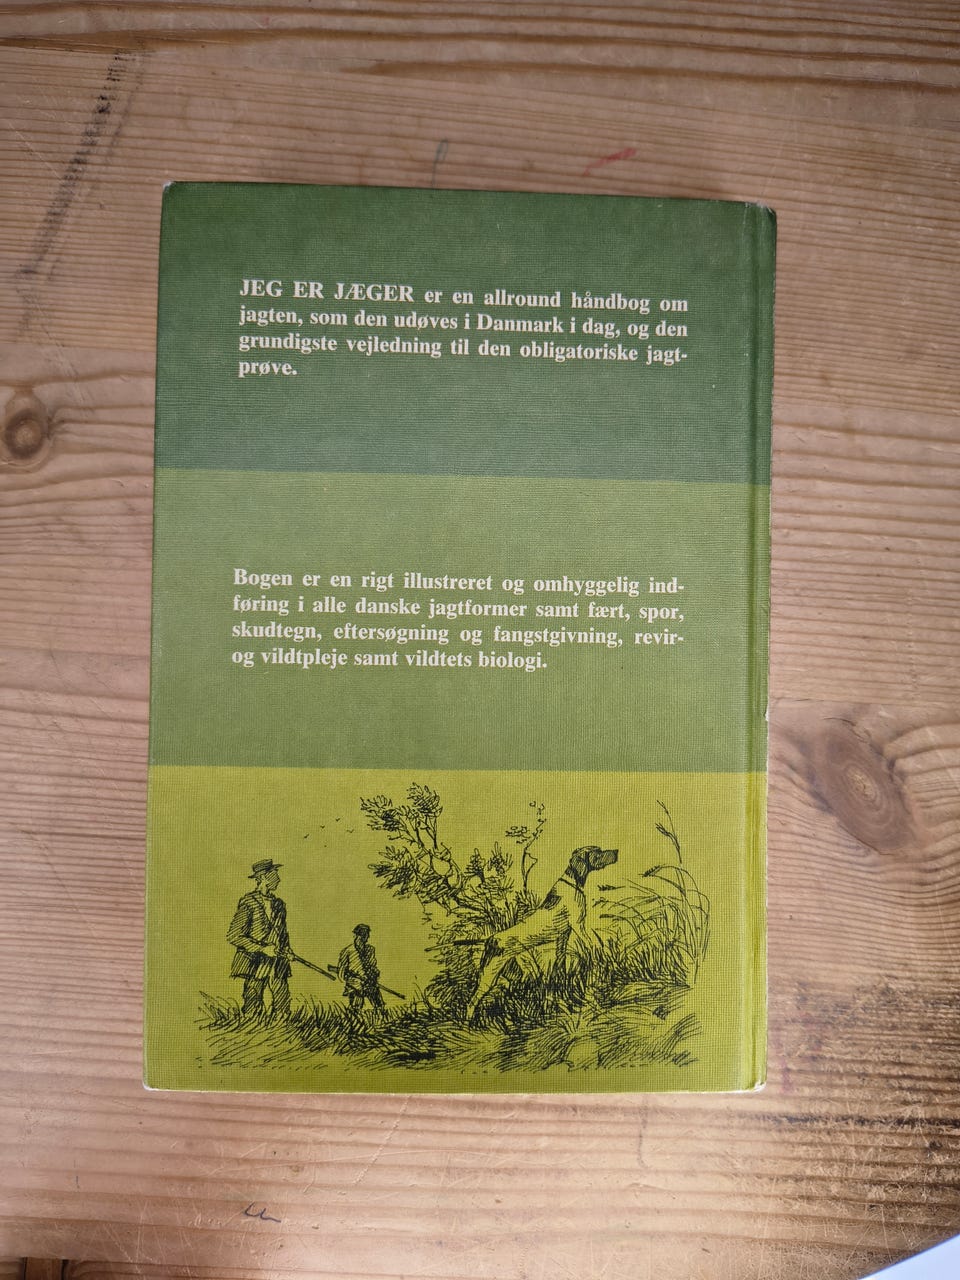 JEG ER JÆGER er en allround håndbog om
jagten, som den udøves i Danmark i dag, og den
grundigste vejledning til den obligatoriske jagt-
prøve.
Bogen er en rigt illustreret og omhyggelig ind-
føring i alle danske jagtformer samt fært, spor,
skudtegn, eftersøgning og fangstgivning, revir-
og vildtpleje samt vildtets biologi.